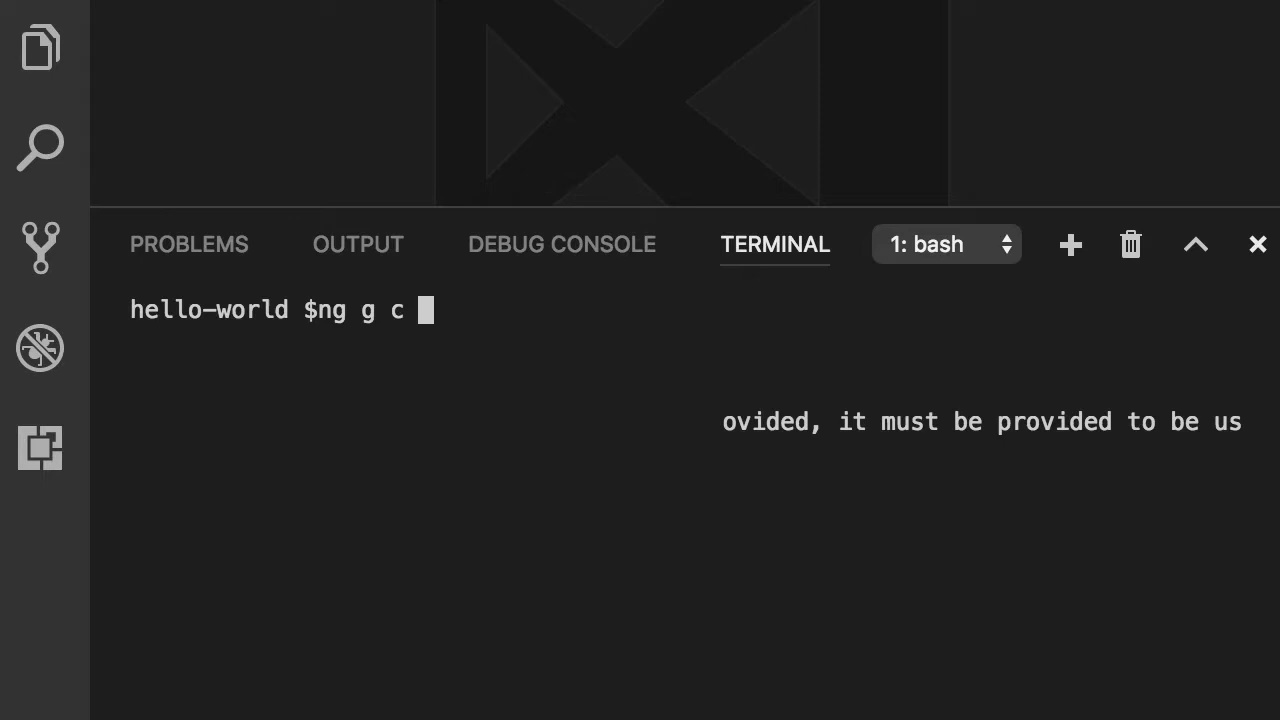 PROBLEMS OUTPUT DEBUG CONSOLE TERMINAL 1: bash
hello-world $ng g c
ovided, it must be provided to be us